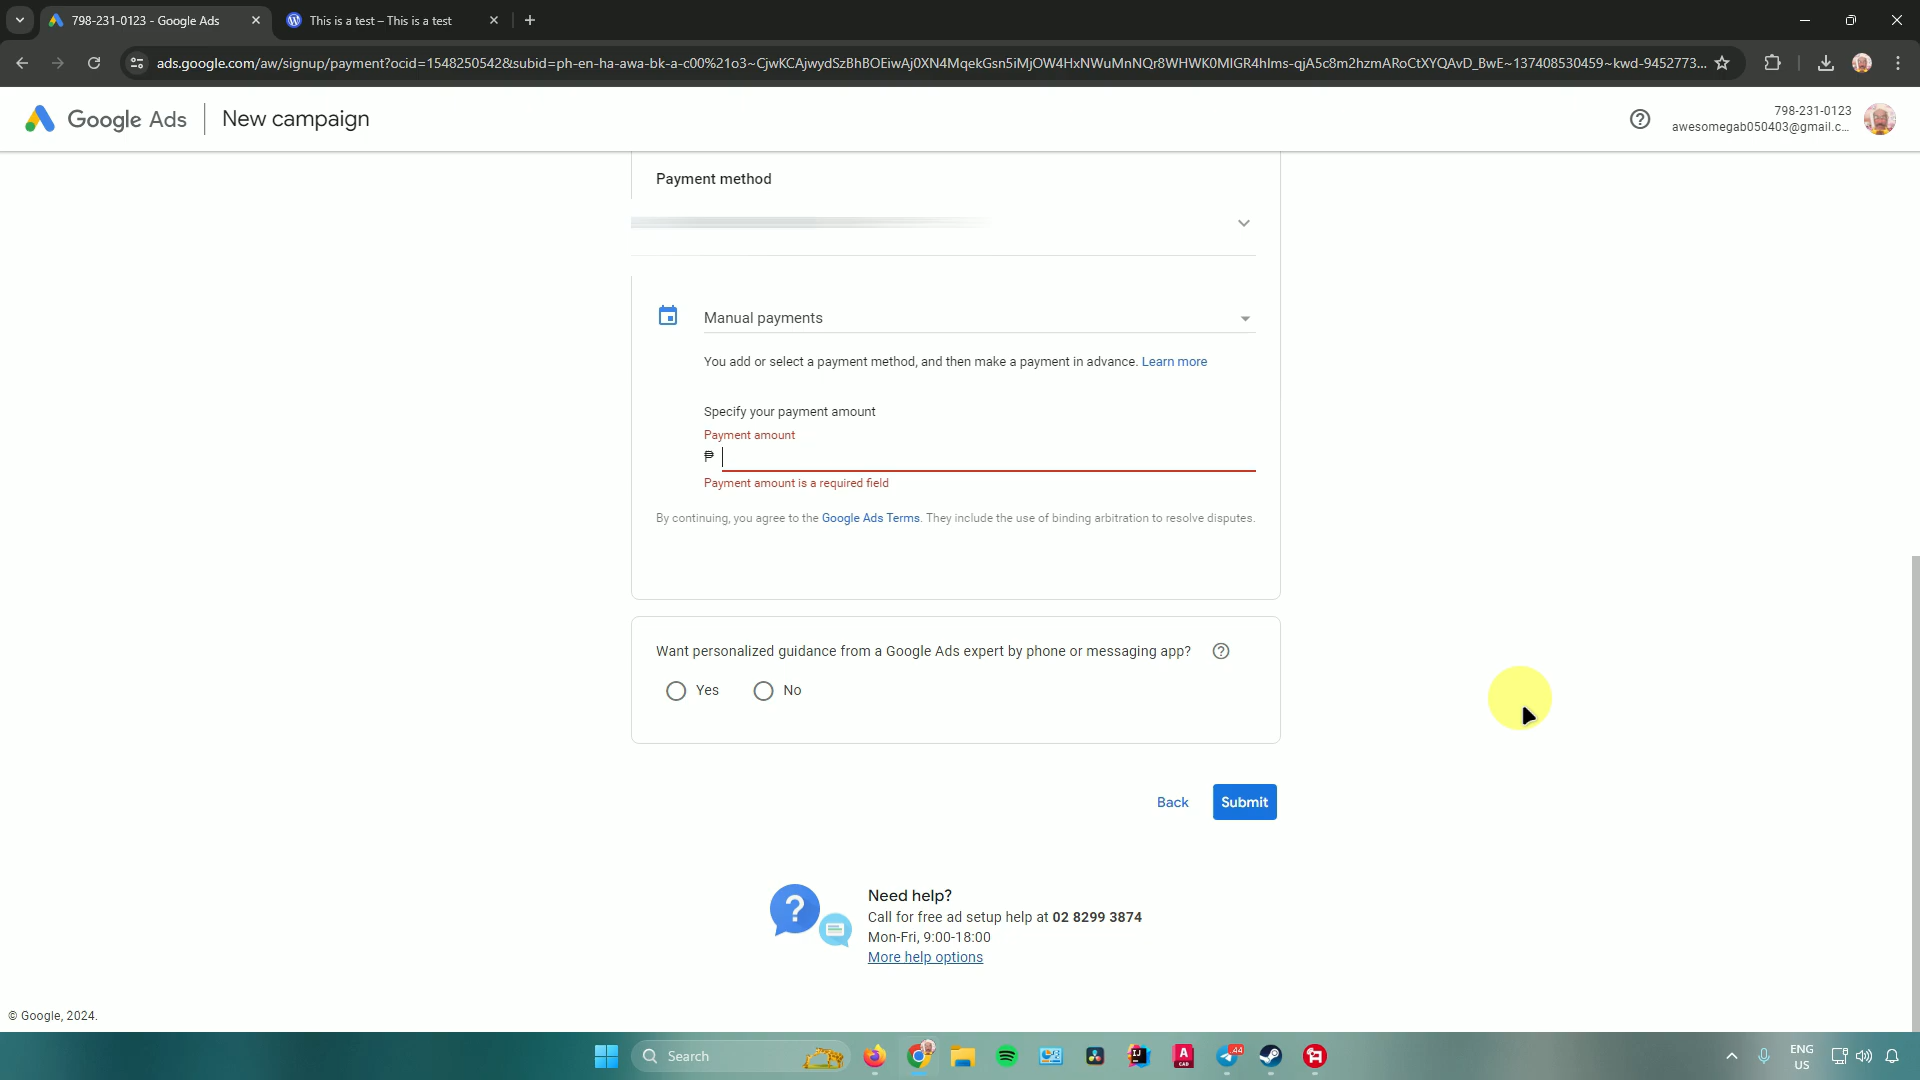 798-231-0123 - Google Ads
This is a test – This is a test
ads.google.com/aw/signup/payment?ocid=1548250542&subid=ph-en-ha-awa-bk-a-c00%21o3~CjwKCAjwydSzBhBOEiwAj0XN4MqekGsn5iMjOW4HxNWuMnNQr8WHWK0MIGR4hlms-qjA5c8m2hzmARoCtXYQAvD_BwE~137408530459~kwd-9452773...
Google Ads
New campaign
798-231-0123
awesomegab050403@gmail.c...
Payment method
Manual payments
You add or select a payment method, and then make a payment in advance. Learn more
Specify your payment amount
Payment amount
₱
Payment amount is a required field
By continuing, you agree to the Google Ads Terms. They include the use of binding arbitration to resolve disputes.
Want personalized guidance from a Google Ads expert by phone or messaging app?
Yes
No
Back
Submit
Need help?
Call for free ad setup help at 02 8299 3874
Mon-Fri, 9:00-18:00
More help options
© Google, 2024.
Search
44
ENG
US